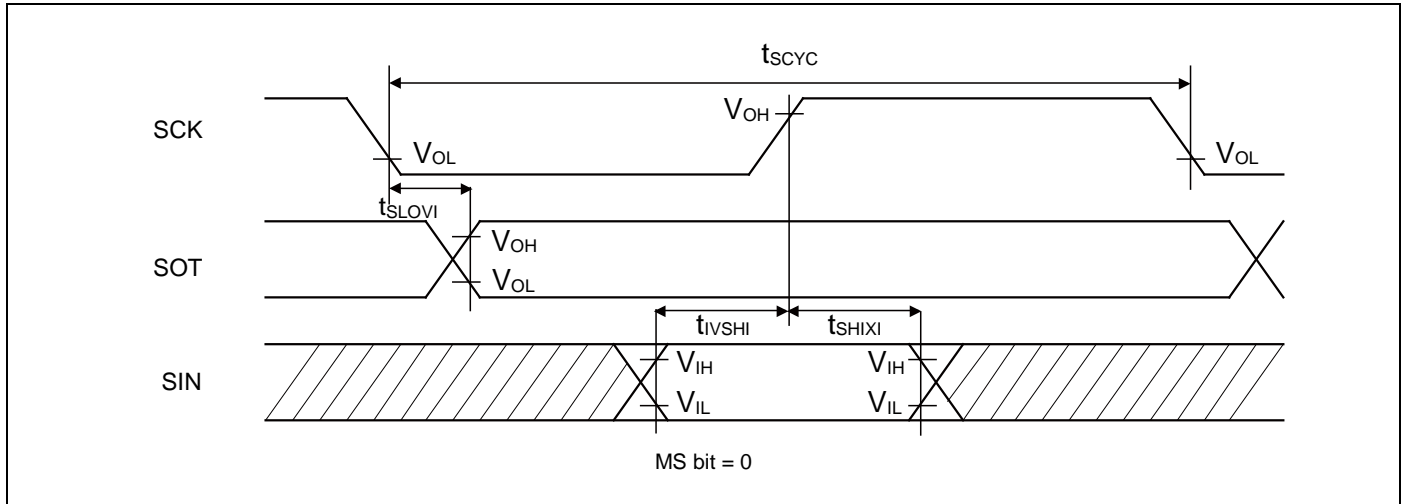 tSCYC
SCK
VOH
VOL
VOL
tSLOVI
SOT
VOH
VOL
tIVSHI
tSHIXI
SIN
VIH
VIH
VIL
VIL
MS bit = 0